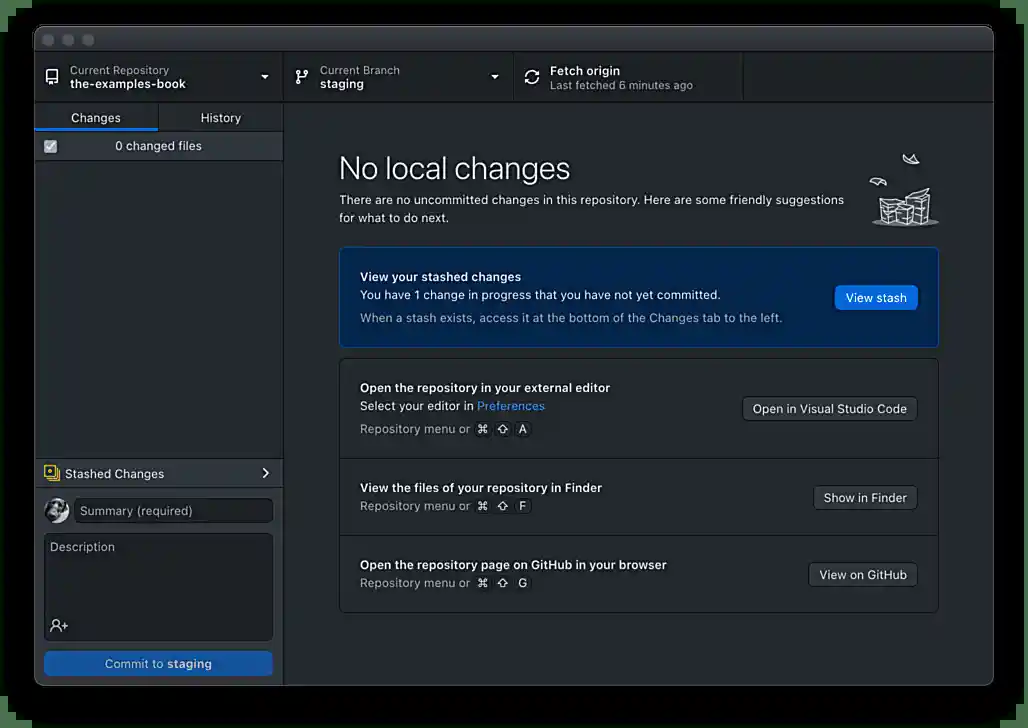 Current Repository
the-examples-book
Current Branch
staging
Fetch origin
Last fetched 6 minutes ago
Changes
History
0 changed files
No local changes
There are no uncommitted changes in this repository. Here are some friendly suggestions
for what to do next.
View your stashed changes
You have 1 change in progress that you have not yet committed.
When a stash exists, access it at the bottom of the Changes tab to the left.
View stash
Open the repository in your external editor
Select your editor in Preferences
Repository menu or ⌘ ⇧ A
Open in Visual Studio Code
View the files of your repository in Finder
Repository menu or ⌘ ⇧ F
Show in Finder
Open the repository page on GitHub in your browser
Repository menu or ⌘ ⇧ G
View on GitHub
Stashed Changes
Summary (required)
Description
Commit to staging